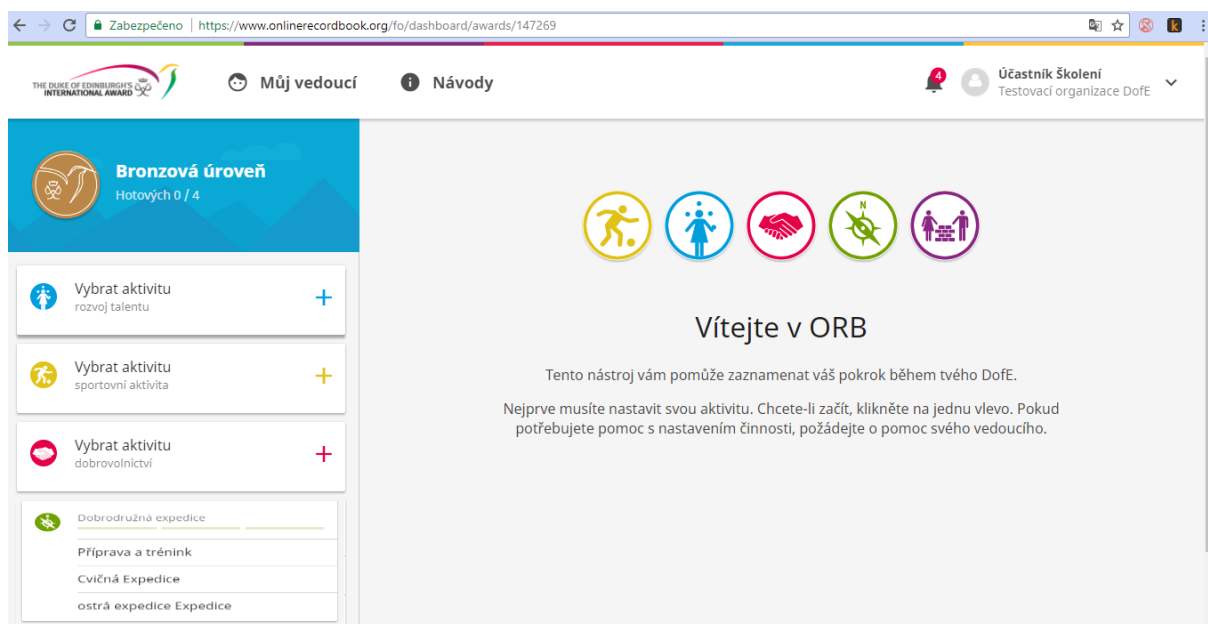 Zabezpečeno | https://www.onlinerecordbook.org/fo/dashboard/awards/147269
THE DUKE OF EDINBURGH'S
INTERNATIONAL AWARD
Můj vedoucí
Návody
4
Účastník Školení
Testovací organizace DofE
Bronzová úroveň
Hotových 0 / 4
Vybrat aktivitu
rozvoj talentu
Vybrat aktivitu
sportovní aktivita
Vybrat aktivitu
dobrovolnictví
Dobrodružná expedice
Příprava a trénink
Cvičná Expedice
ostrá expedice Expedice
N
Vítejte v ORB
Tento nástroj vám pomůže zaznamenat váš pokrok během tvého DofE.
Nejprve musíte nastavit svou aktivitu. Chcete-li začít, klikněte na jednu vlevo. Pokud
potřebujete pomoc s nastavením činnosti, požádejte o pomoc svého vedoucího.